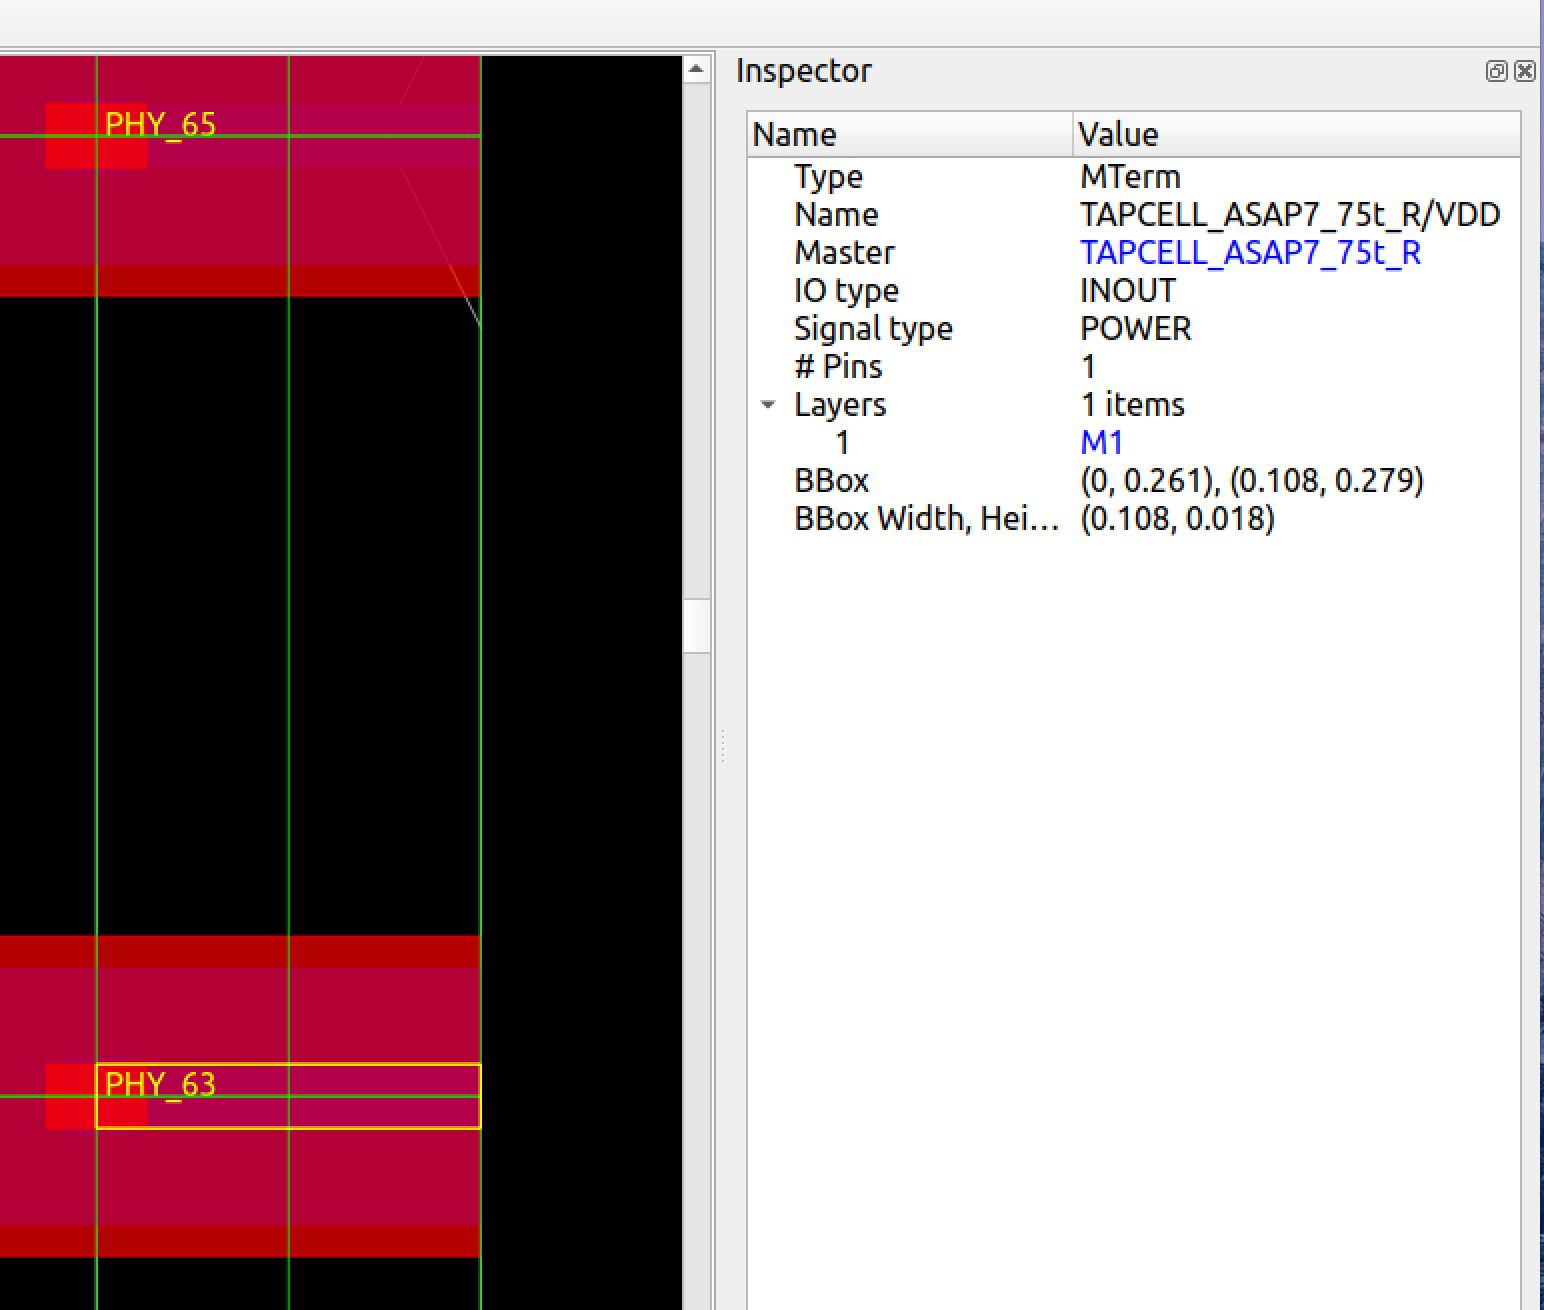 PHY_65
PHY_63
Inspector
Name Value
Type MTerm
Name TAPCELL_ASAP7_75t_R/VDD
Master TAPCELL_ASAP7_75t_R
IO type INOUT
Signal type POWER
# Pins 1
Layers 1 items
1 M1
BBox (0, 0.261), (0.108, 0.279)
BBox Width, Hei... (0.108, 0.018)